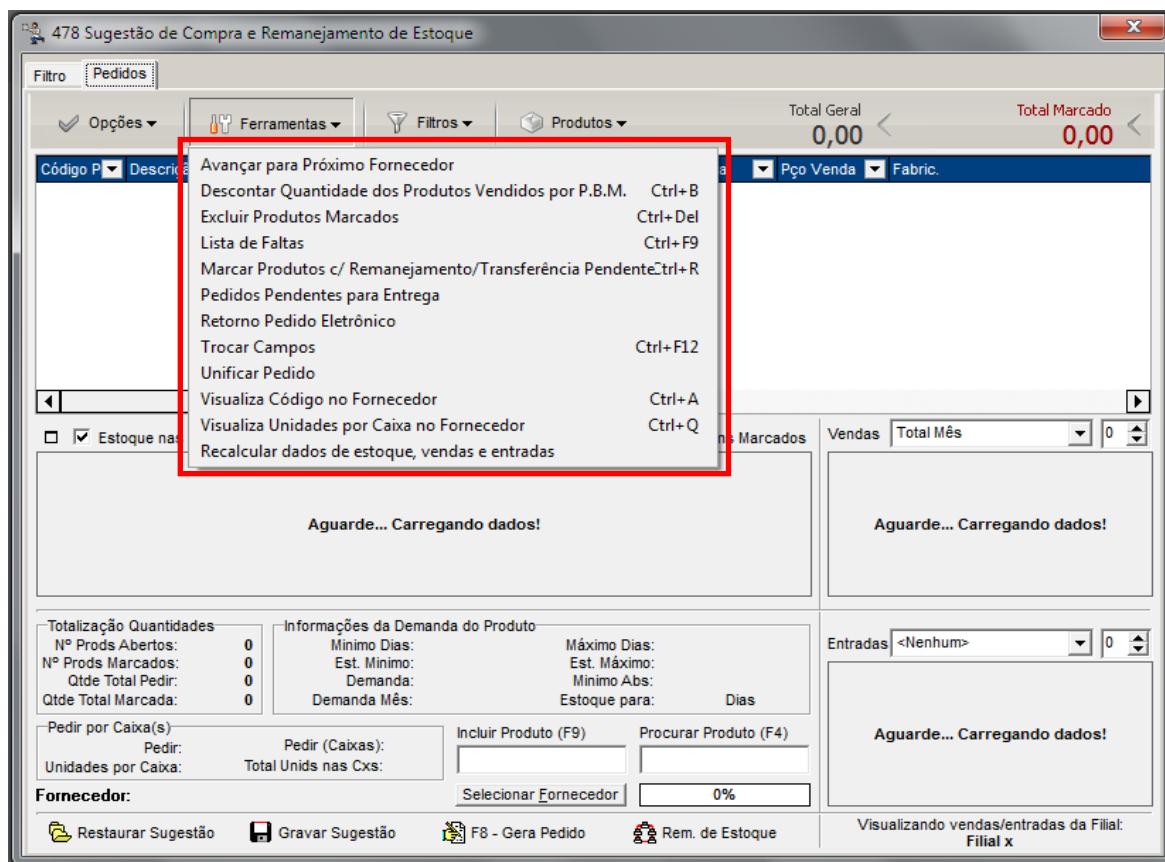 478 Sugestão de Compra e Remanejamento de Estoque
Filtro Pedidos
Opções Ferramentas Filtros Produtos Total Geral 0,00 Total Marcado 0,00
Código P Descriçã Pço Venda Fabric.
Avançar para Próximo Fornecedor
Descontar Quantidade dos Produtos Vendidos por P.B.M. Ctrl+B
Excluir Produtos Marcados Ctrl+Del
Lista de Faltas Ctrl+F9
Marcar Produtos c/ Remanejamento/Transferência Pendente Ctrl+R
Pedidos Pendentes para Entrega
Retorno Pedido Eletrônico
Trocar Campos Ctrl+F12
Unificar Pedido
Visualiza Código no Fornecedor Ctrl+A
Visualiza Unidades por Caixa no Fornecedor Ctrl+Q
Recalcular dados de estoque, vendas e entradas
Estoque nas ns Marcados Vendas Total Mês 0
Aguarde... Carregando dados! Aguarde... Carregando dados!
Totalização Quantidades
Nº Prods Abertos: 0
Nº Prods Marcados: 0
Qtde Total Pedir: 0
Qtde Total Marcada: 0
Informações da Demanda do Produto
Minimo Dias: Máximo Dias:
Est. Minimo: Est. Máximo:
Demanda: Minimo Abs:
Demanda Mês: Estoque para: Dias
Entradas <Nenhum> 0
Aguarde... Carregando dados!
Pedir por Caixa(s)
Pedir: Pedir (Caixas):
Unidades por Caixa: Total Unids nas Cxs:
Incluir Produto (F9) Procurar Produto (F4)
Fornecedor: Selecionar Fornecedor 0%
Restaurar Sugestão Gravar Sugestão F8 - Gera Pedido Rem. de Estoque
Visualizando vendas/entradas da Filial:
Filial x